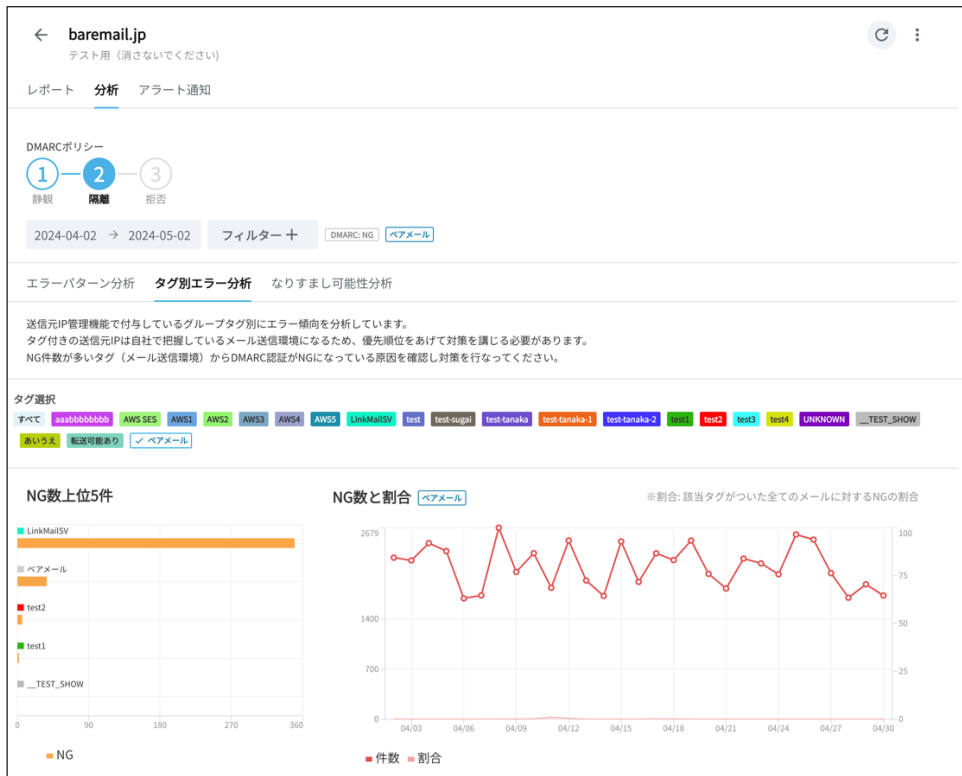 baremail.jp
テスト用（消さないでください)
レポート 分析 アラート通知
DMARCポリシー
1 2 3
静観 隔離 拒否
2024-04-02 → 2024-05-02 フィルター＋ DMARC: NG ベアメール
エラーパターン分析 タグ別エラー分析 なりすまし可能性分析
送信元IP管理機能で付与しているグループタグ別にエラー傾向を分析しています。
タグ付きの送信元IPは自社で把握しているメール送信環境になるため、優先順位をあげて対策を講じる必要があります。
NG件数が多いタグ（メール送信環境）からDMARC認証がNGになっている原因を確認し対策を行なってください。
タグ選択
すべて aaabbbbbbbb AWS SES AWS1 AWS2 AWS3 AWS4 AWS5 LinkMailSV test test-sugai test-tanaka test-tanaka-1 test-tanaka-2 test1 test2 test3 test4 UNKNOWN __TEST_SHOW
あいうえ 転送可能あり ✓ ベアメール
NG数上位5件
LinkMailSV
ベアメール
test2
test1
__TEST_SHOW
0 90 180 270 360
NG
NG数と割合 ベアメール ※割合: 該当タグがついた全てのメールに対するNGの割合
2679 100
75
1400 50
700 25
0 0
04/03 04/06 04/09 04/12 04/15 04/18 04/21 04/24 04/27 04/30
件数 割合